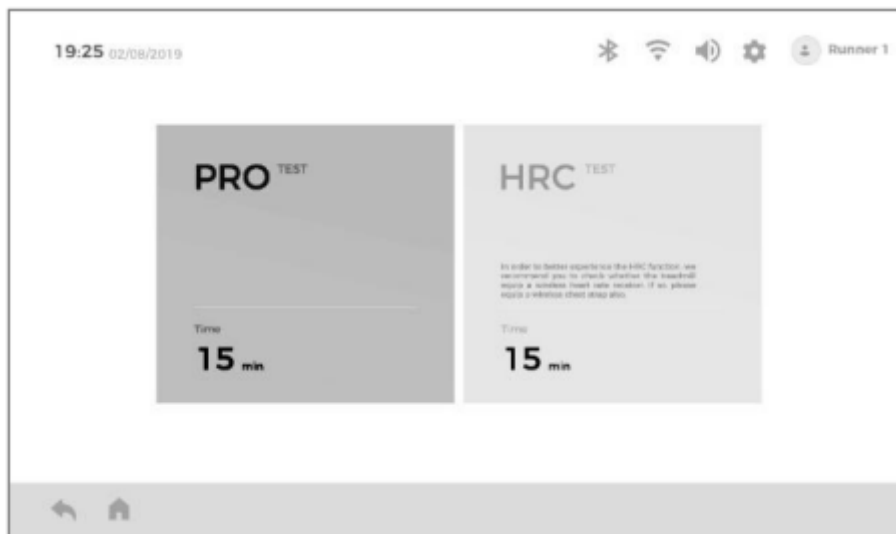 19:25 02/08/2019
Runner 1
PRO TEST
HRC TEST
In order to better experience the HRC function, we
recommend you to check whether the treadmill
equip a wireless heart rate receiver. If so, please
equip a wireless chest strap also.
Time
15 min
Time
15 min